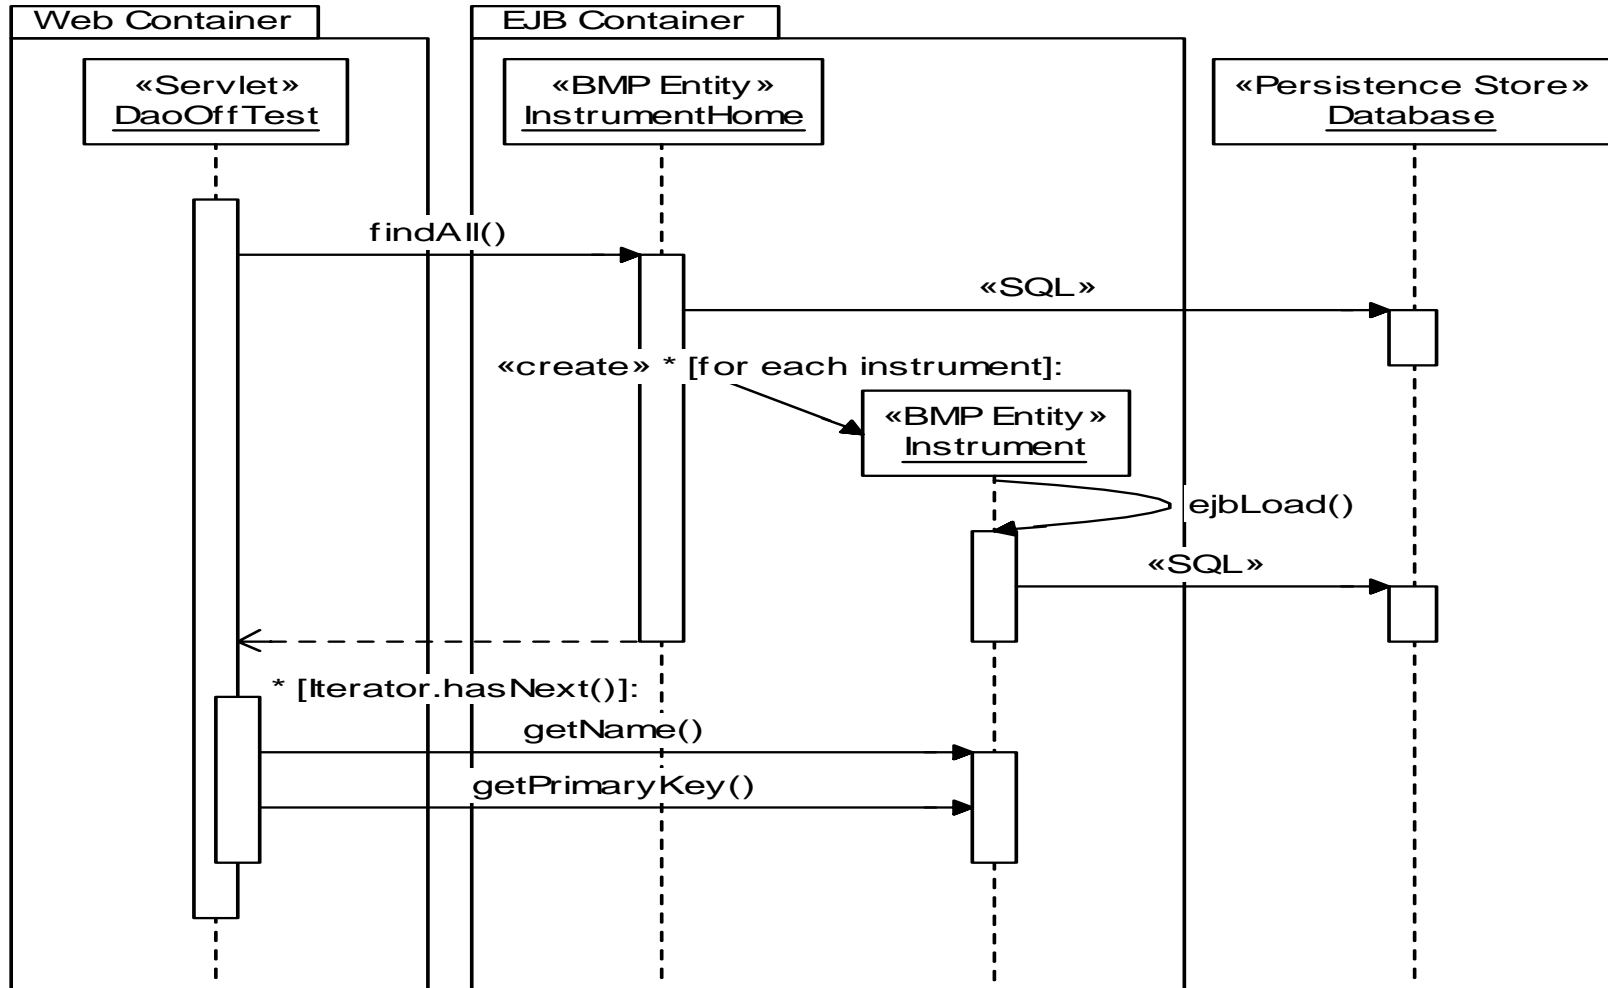 Web Container
EJB Container
«Servlet»
DaoOffTest
«BMP Entity»
InstrumentHome
«Persistence Store»
Database
findAll()
«SQL»
«create» * [for each instrument]:
«BMP Entity»
Instrument
ejbLoad()
«SQL»
* [Iterator.hasNext()]:
getName()
getPrimaryKey()